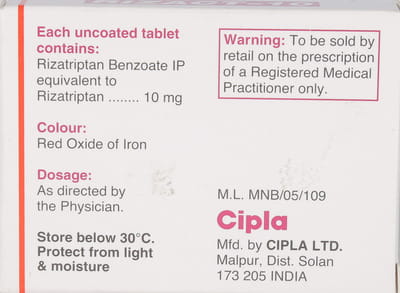 Each uncoated tablet
contains:
Rizatriptan Benzoate IP
equivalent to
Rizatriptan ........ 10 mg
Colour:
Red Oxide of Iron
Dosage:
As directed by
the Physician.
Store below 30°C.
Protect from light
& moisture
Warning: To be sold by
retail on the prescription
of a Registered Medical
Practitioner only.
M.L. MNB/05/109
Cipla
Mfd. by CIPLA LTD.
Malpur, Dist. Solan
173 205 INDIA